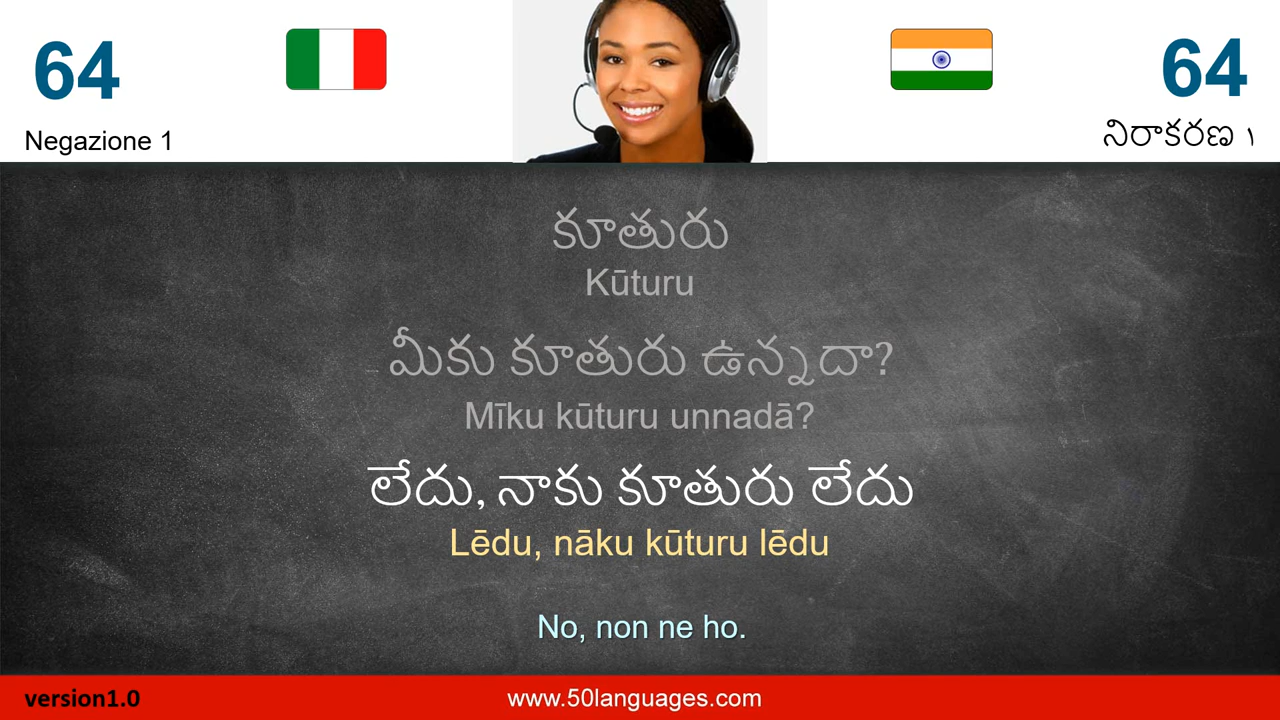 64
64
Negazione 1
నిరాకరణ ౧
కూతురు
Kūturu
మీకు కూతురు ఉన్నదా?
Mīku kūturu unnadā?
లేదు, నాకు కూతురు లేదు
Lēdu, nāku kūturu lēdu
No, non ne ho.
version1.0
www.50languages.com